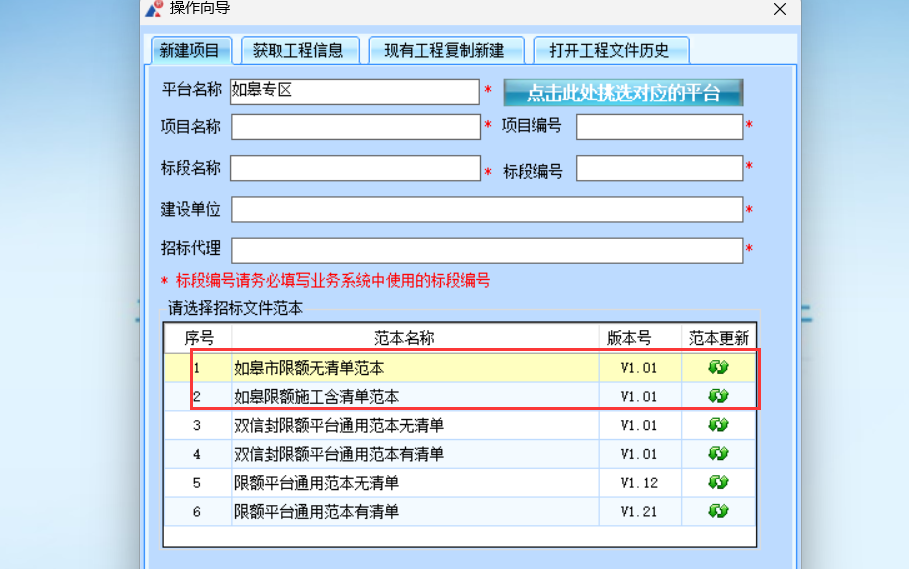 操作向导
新建项目 获取工程信息 现有工程复制新建 打开工程文件历史
平台名称 如皋专区 * 点击此处挑选对应的平台
项目名称 * 项目编号 *
标段名称 * 标段编号 *
建设单位 *
招标代理 *
* 标段编号请务必填写业务系统中使用的标段编号
请选择招标文件范本
序号 范本名称 版本号 范本更新
1 如皋市限额无清单范本 V1.01
2 如皋限额施工含清单范本 V1.01
3 双信封限额平台通用范本无清单 V1.01
4 双信封限额平台通用范本有清单 V1.01
5 限额平台通用范本无清单 V1.12
6 限额平台通用范本有清单 V1.21